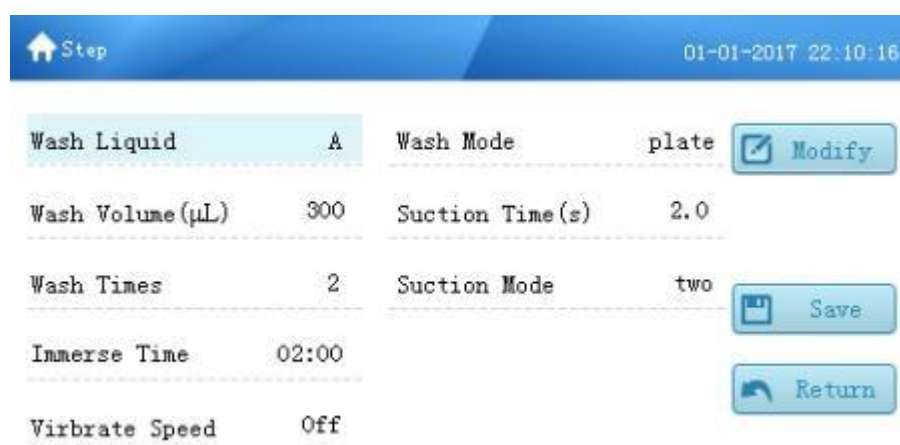 Step
01-01-2017 22:10:16
Wash Liquid A
Wash Mode plate
Modify
Wash Volume(μL) 300
Suction Time(s) 2.0
Wash Times 2
Suction Mode two
Save
Immerse Time 02:00
Return
Virbrate Speed Off